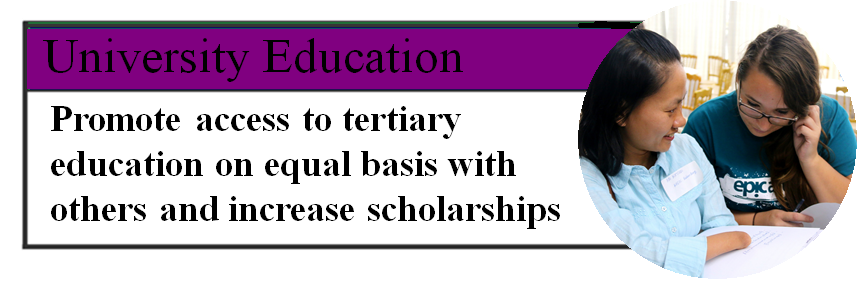 University Education
Promote access to tertiary
education on equal basis with
others and increase scholarships
epic